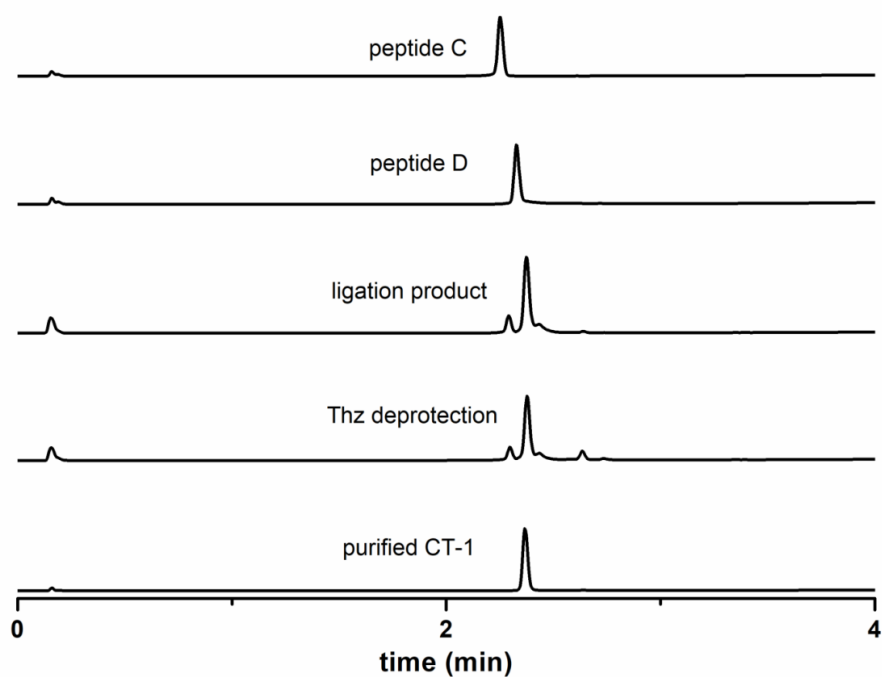 peptide C
peptide D
ligation product
Thz deprotection
purified CT-1
0 2 4
time (min)